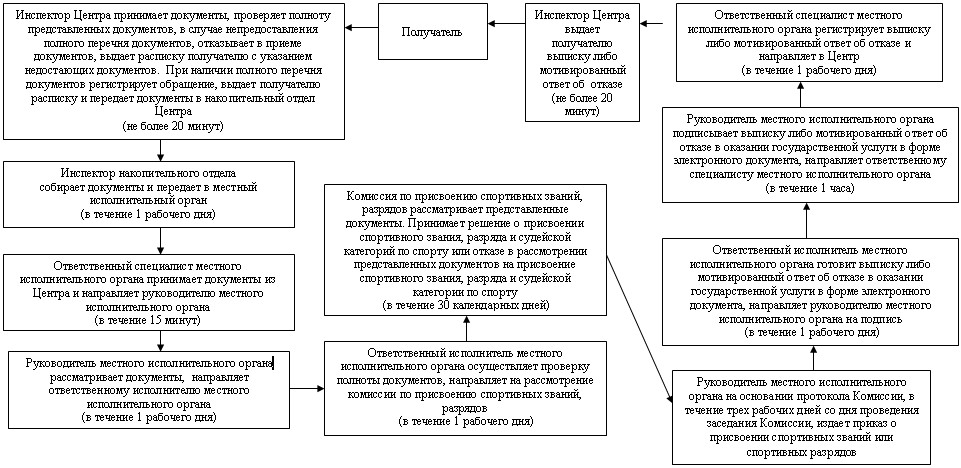 Инспектор Центра принимает документы, проверяет полноту
представленных документов, в случае непредоставления
полного перечня документов, отказывает в приеме
документов, выдает расписку получателю с указанием
недостающих документов.  При наличии полного перечня
документов регистрирует обращение, выдает получателю
расписку и передает документы в накопительный отдел
Центра
(не более 20 минут)
Получатель
Инспектор Центра
выдает
получателю
выписку либо
мотивированный
ответ об  отказе
(не более 20
минут)
Ответственный специалист местного
исполнительного органа регистрирует выписку
либо мотивированный ответ об отказе и
направляет в Центр
(в течение 1 рабочего дня)
Руководитель местного исполнительного органа
подписывает выписку либо мотивированный ответ об
отказе в оказании государственной услуги в форме
электронного документа, направляет ответственному
специалисту местного исполнительного органа
(в течение 1 часа)
Инспектор накопительного отдела
собирает документы и передает в местный
исполнительный орган
(в течение 1 рабочего дня)
Комиссия по присвоению спортивных званий,
разрядов рассматривает представленные
документы. Принимает решение о присвоении
спортивного звания, разряда и судейской
категорий по спорту или отказе в рассмотрении
представленных документов на присвоение
спортивного звания, разряда и судейской
категории по спорту
(в течение 30 календарных дней)
Ответственный исполнитель местного
исполнительного органа готовит выписку либо
мотивированный ответ об отказе в оказании
государственной услуги в форме электронного
документа, направляет руководителю местного
исполнительного органа на подпись
(в течение 1 рабочего дня)
Ответственный специалист местного
исполнительного органа принимает документы из
Центра и направляет руководителю местного
исполнительного органа
(в течение 15 минут)
Руководитель местного исполнительного органа
рассматривает документы,  направляет
ответственному исполнителю местного
исполнительного органа
(в течение 1 рабочего дня)
Ответственный исполнитель местного
исполнительного органа осуществляет проверку
полноты документов, направляет на рассмотрение
комиссии по присвоению спортивных званий,
разрядов
(в течение 1 рабочего дня)
Руководитель местного исполнительного
органа на основании протокола Комиссии, в
течение трех рабочих дней со дня проведения
заседания Комиссии, издает приказ о
присвоении спортивных званий или
спортивных разрядов